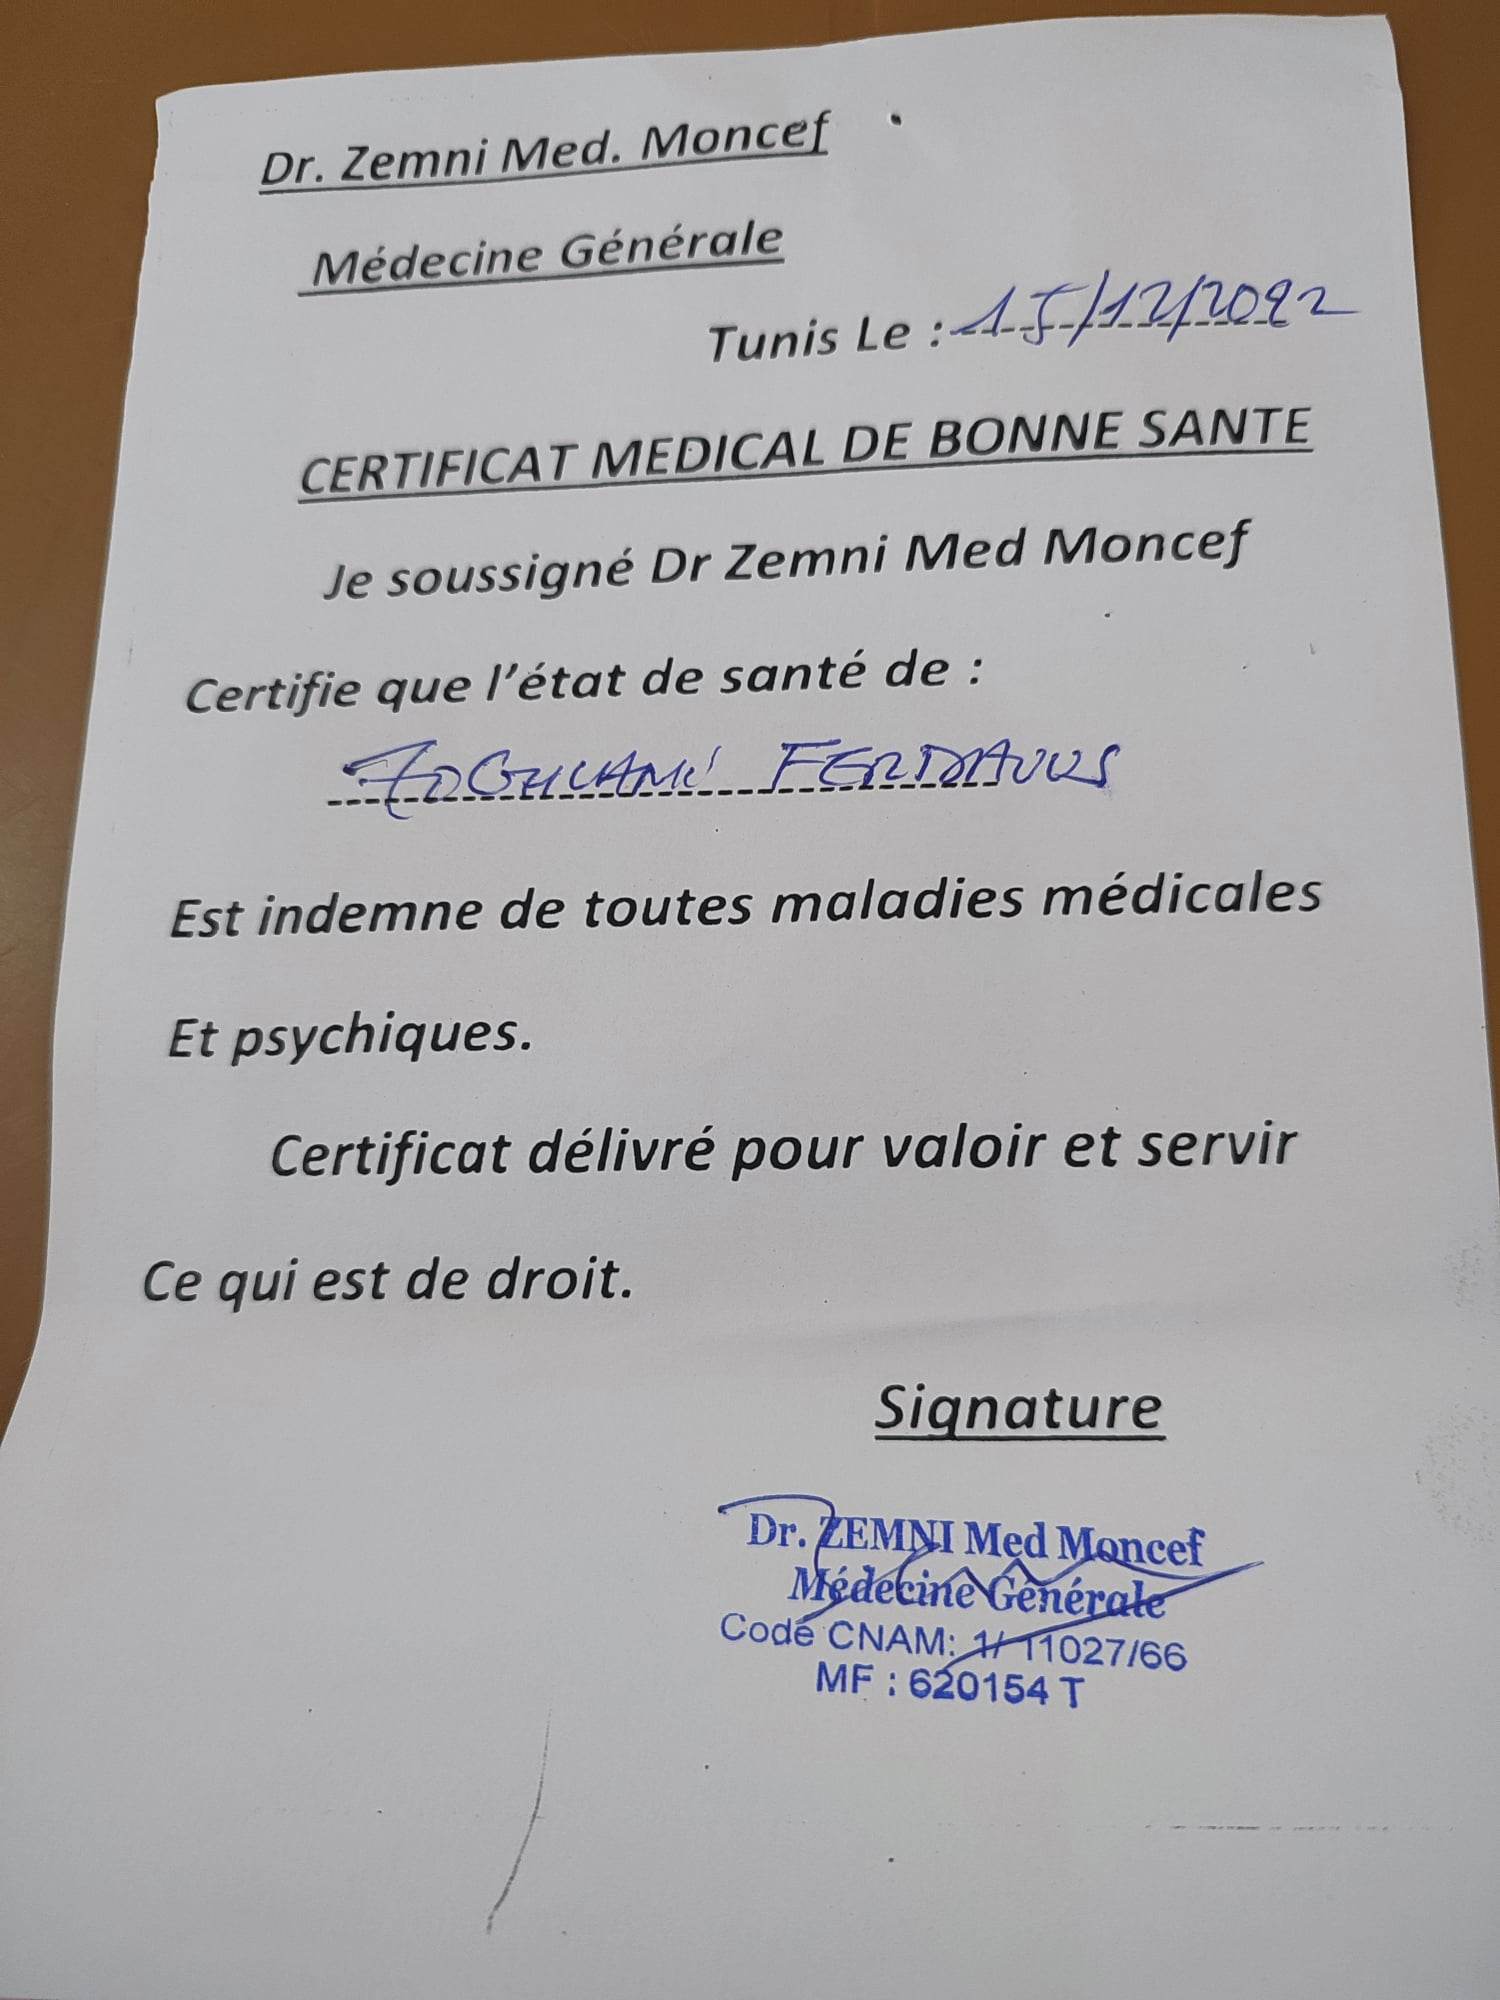 Dr. Zemni Med. Moncef
Médecine Générale
Tunis Le : 15/12/2022
CERTIFICAT MEDICAL DE BONNE SANTE
Je soussigné Dr Zemni Med Moncef
Certifie que l'état de santé de :
ZOGHLAMI FERDAOUS
Est indemne de toutes maladies médicales
Et psychiques.
Certificat délivré pour valoir et servir
Ce qui est de droit.
Signature
Dr. ZEMNI Med Moncef
Médecine Générale
Code CNAM: 1/ 11027/66
MF : 620154 T